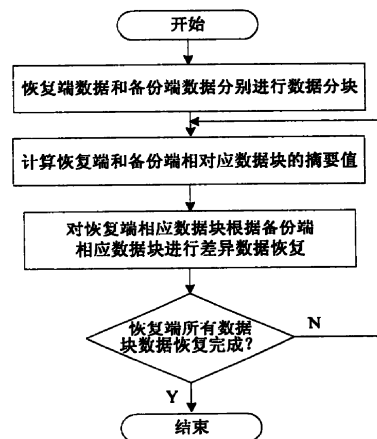 开始
恢复端数据和备份端数据分别进行数据分块
计算恢复端和备份端相对应数据块的摘要值
对恢复端相应数据块根据备份端
相应数据块进行差异数据恢复
恢复端所有数据
块数据恢复完成？
N
Y
结束